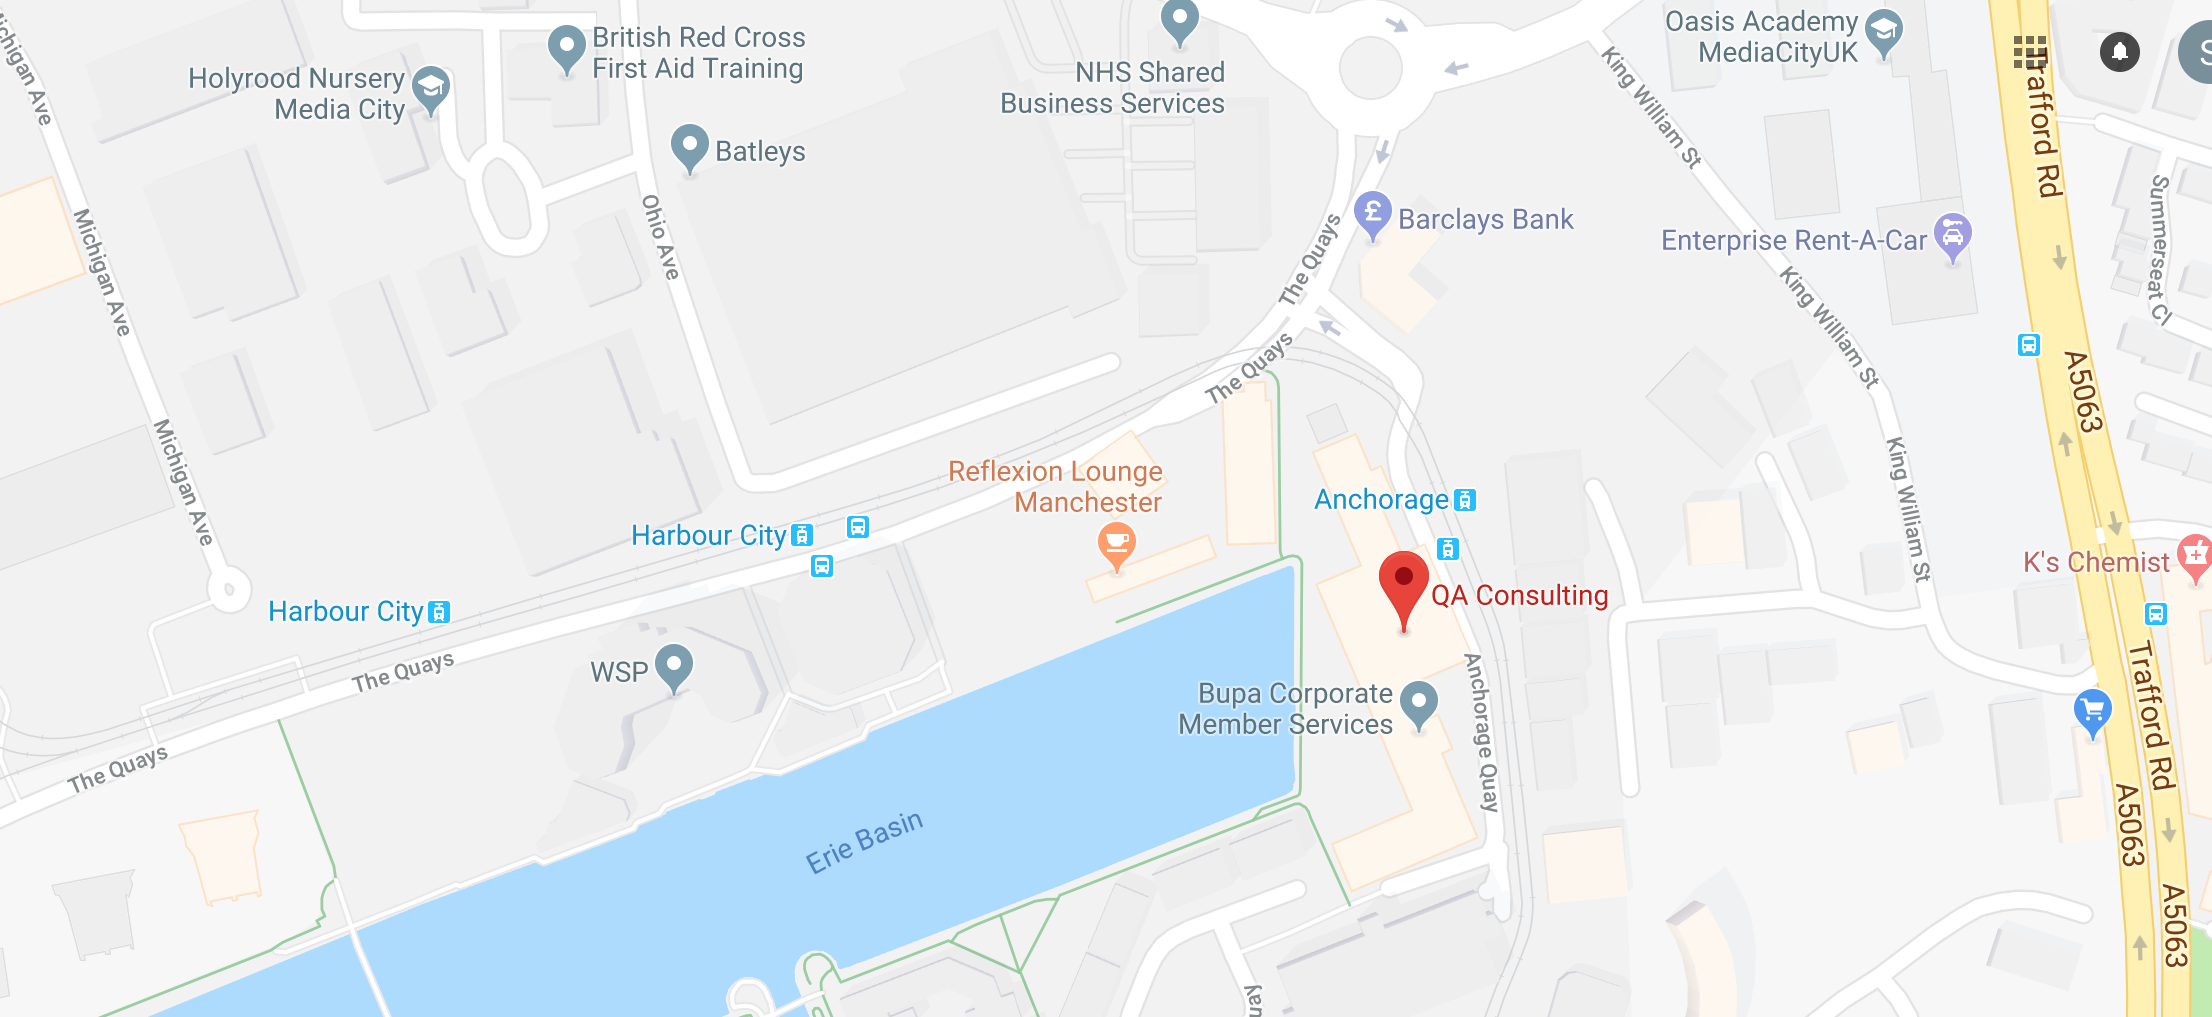 Michigan Ave
British Red Cross
First Aid Training
Holyrood Nursery
Media City
NHS Shared
Business Services
Oasis Academy
MediaCityUK
S
King William St
Trafford Rd
Batleys
Ohio Ave
Michigan Ave
The Quays
£
Barclays Bank
Enterprise Rent-A-Car
Summerseat Cl
King William St
The Quays
A5063
Michigan Ave
Reflexion Lounge
Manchester
Anchorage
King William St
Harbour City
K's Chemist
QA Consulting
Harbour City
The Quays
WSP
Bupa Corporate
Member Services
Anchorage Quay
Trafford Rd
The Quays
Erie Basin
A5063
A5063
uay